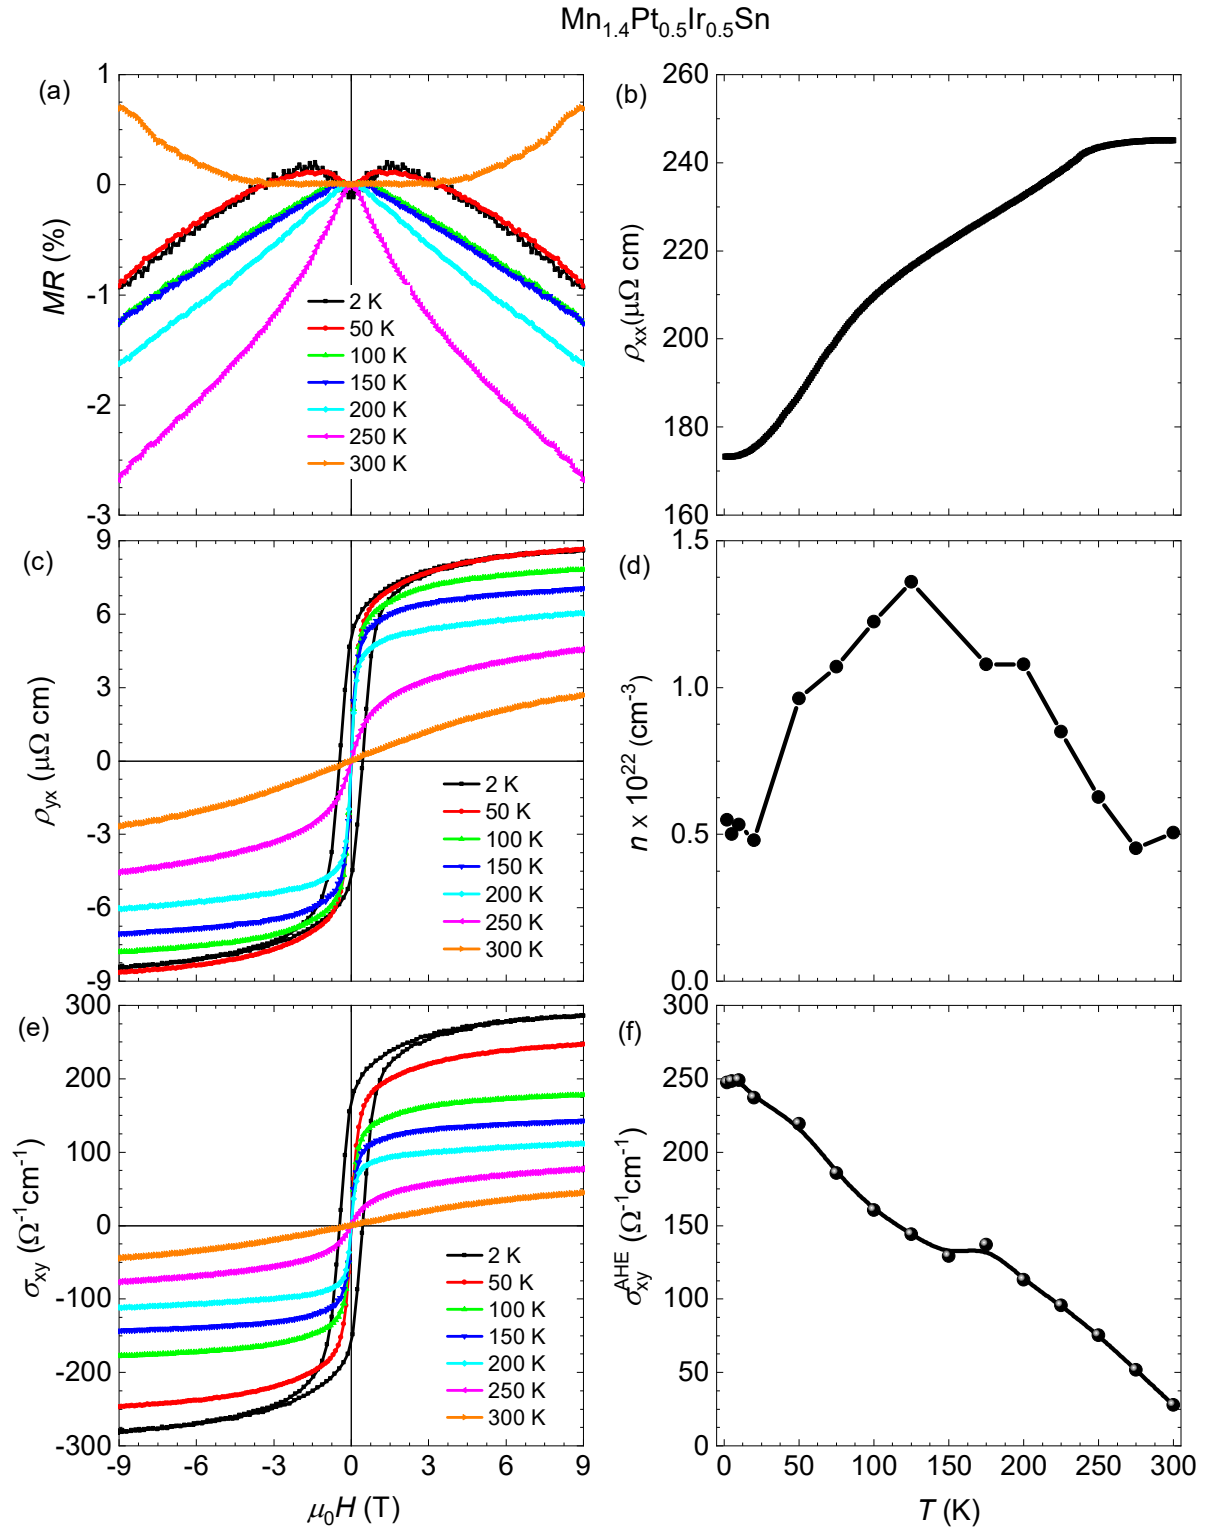 Mn1.4Pt0.5Ir0.5Sn
(a)
1
0
-1
-2
-3
MR (%)
2 K
50 K
100 K
150 K
200 K
250 K
300 K
(b)
260
240
220
200
180
160
ρxx(μΩ cm)
(c)
9
6
3
0
-3
-6
-9
ρyx (μΩ cm)
2 K
50 K
100 K
150 K
200 K
250 K
300 K
(d)
1.5
1.0
0.5
0.0
n x 10^22 (cm^-3)
(e)
300
200
100
0
-100
-200
-300
σxy (Ω^-1cm^-1)
2 K
50 K
100 K
150 K
200 K
250 K
300 K
-9 -6 -3 0 3 6 9
μ0H (T)
(f)
300
250
200
150
100
50
0
σxy^AHE (Ω^-1cm^-1)
0 50 100 150 200 250 300
T (K)